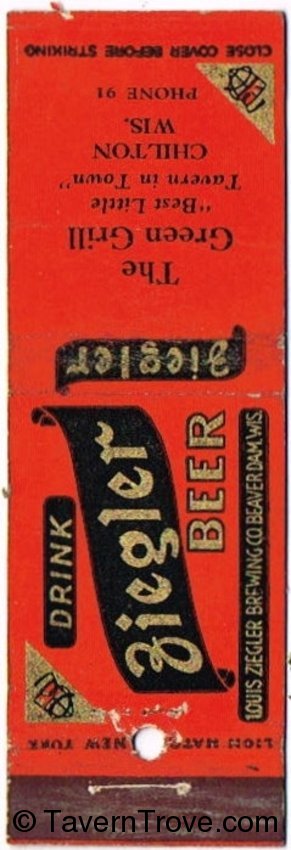 CLOSE COVER BEFORE STRIKING
The
Green Grill
"Best Little
Tavern in Town"
CHILTON
WIS.
PHONE 91
Ziegler
DRINK
Ziegler
BEER
LOUIS ZIEGLER BREWING CO. BEAVER DAM, WIS.
LION MATCH NEW YORK
© TavernTrove.com